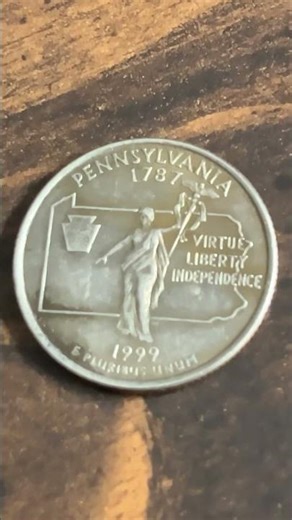 PENNSYLVANIA
1787
VIRTUE
LIBERTY
INDEPENDENCE
1999
E PLURIBUS UNUM